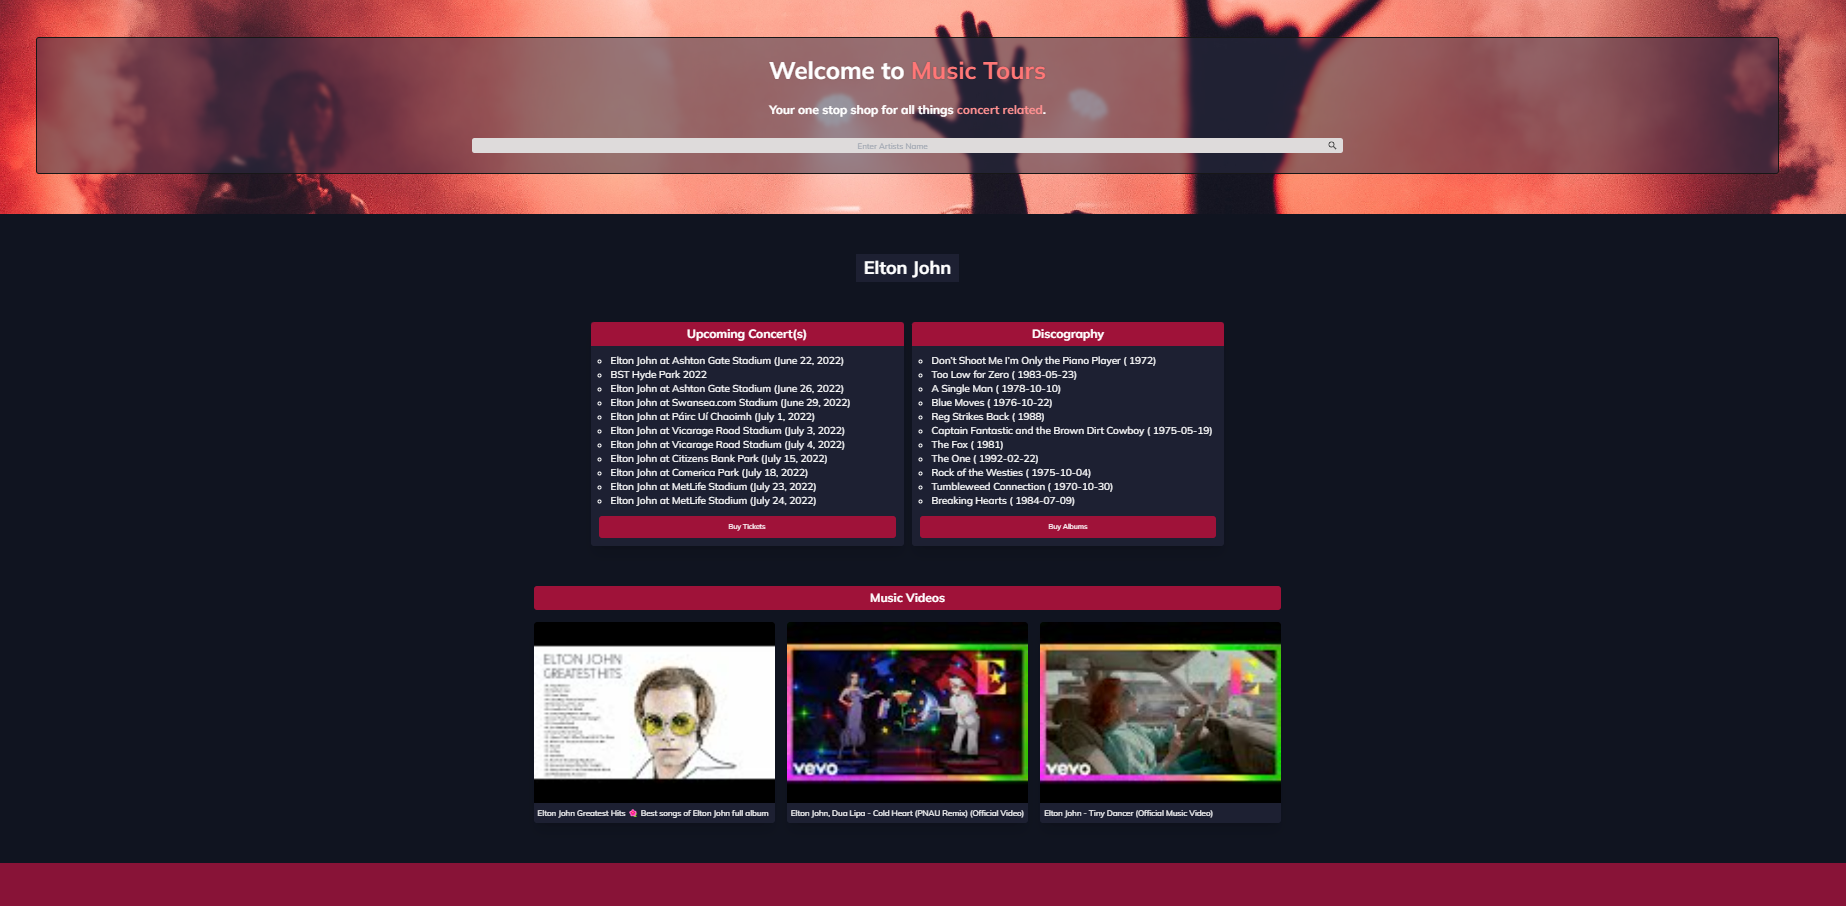 Welcome to Music Tours
Your one stop shop for all things concert related.
Enter Artists Name
Elton John
Upcoming Concert(s)
Elton John at Ashton Gate Stadium (June 22, 2022)
BST Hyde Park 2022
Elton John at Ashton Gate Stadium (June 26, 2022)
Elton John at Swansea.com Stadium (June 29, 2022)
Elton John at Páirc Uí Chaoimh (July 1, 2022)
Elton John at Vicarage Road Stadium (July 3, 2022)
Elton John at Vicarage Road Stadium (July 4, 2022)
Elton John at Citizens Bank Park (July 15, 2022)
Elton John at Comerica Park (July 18, 2022)
Elton John at MetLife Stadium (July 23, 2022)
Elton John at MetLife Stadium (July 24, 2022)
Buy Tickets
Discography
Don't Shoot Me I'm Only the Piano Player ( 1972)
Too Low for Zero ( 1983-05-23)
A Single Man ( 1978-10-10)
Blue Moves ( 1976-10-22)
Reg Strikes Back ( 1988)
Captain Fantastic and the Brown Dirt Cowboy ( 1975-05-19)
The Fox ( 1981)
The One ( 1992-02-22)
Rock of the Westies ( 1975-10-04)
Tumbleweed Connection ( 1970-10-30)
Breaking Hearts ( 1984-07-09)
Buy Albums
Music Videos
ELTON JOHN
GREATEST HITS
Elton John Greatest Hits 🌺 Best songs of Elton John full album
vevo
Elton John, Dua Lipa - Cold Heart (PNAU Remix) (Official Video)
vevo
Elton John - Tiny Dancer (Official Music Video)